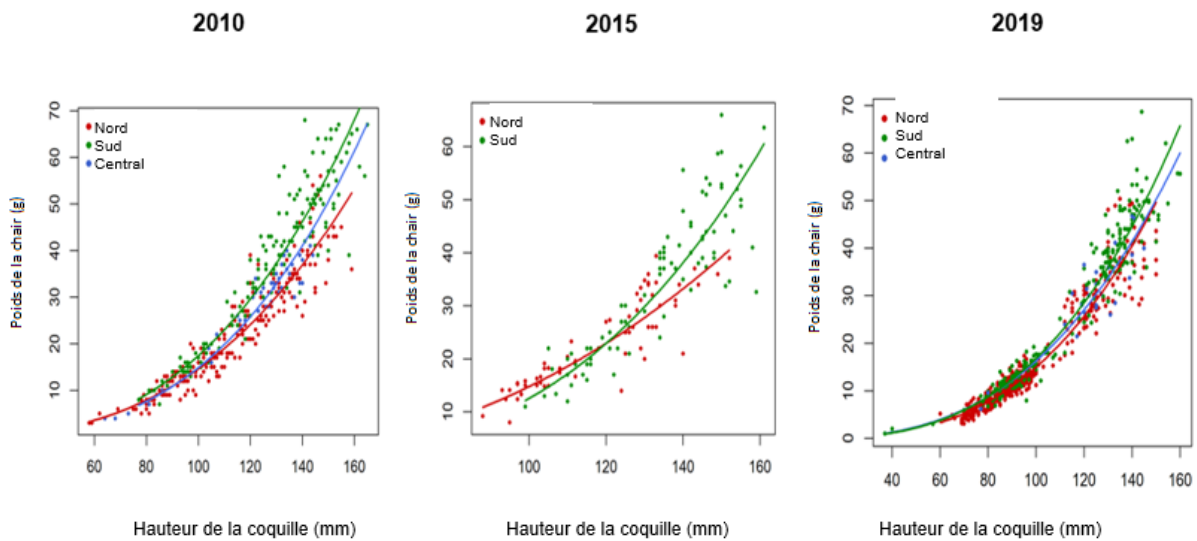 2010
2015
2019
Poids de la chair (g)
70
60
50
40
30
20
10
Nord
Sud
Central
60 80 100 120 140 160
Hauteur de la coquille (mm)
Poids de la chair (g)
60
50
40
30
20
10
Nord
Sud
100 120 140 160
Hauteur de la coquille (mm)
Poids de la chair (g)
70
60
50
40
30
20
10
0
Nord
Sud
Central
40 60 80 100 120 140 160
Hauteur de la coquille (mm)